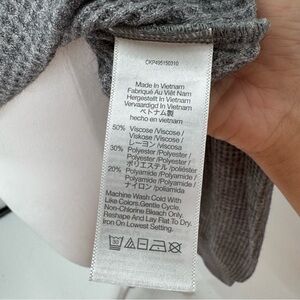 CKP495150310
Made In Vietnam
Fabriqué Au Viêt Nam
Hergestellt In Vietnam
Vervaardigd In Vietnam
ベトナム製
hecho en vietnam
50% Viscose /Viscose /
Viskose /Viscose /
レーヨン /viscosa
30% Polyester /Polyester /
Polyester /Polyester /
ポリエステル /poliéster
20% Polyamide /Polyamide /
Polyamid /Polyamide /
ナイロン /poliamida
Machine Wash Cold With
Like Colors.Gentle Cycle.
Non-Chlorine Bleach Only.
Reshape And Lay Flat To Dry.
Iron On Lowest Setting.